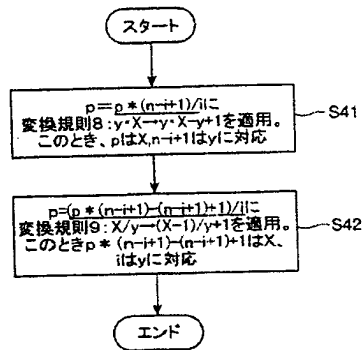 スタート
p=p*(n-i+1)/iに
変換規則8:y・X→y・X-y+1を適用。
このとき、pはX,n-i+1はyに対応
S41
p=(p*(n-i+1)-(n-i+1)+1)/iに
変換規則9:X/y→(X-1)/y+1を適用。
このときp*(n-i+1)-(n-i+1)+1はX、
iはyに対応
S42
エンド